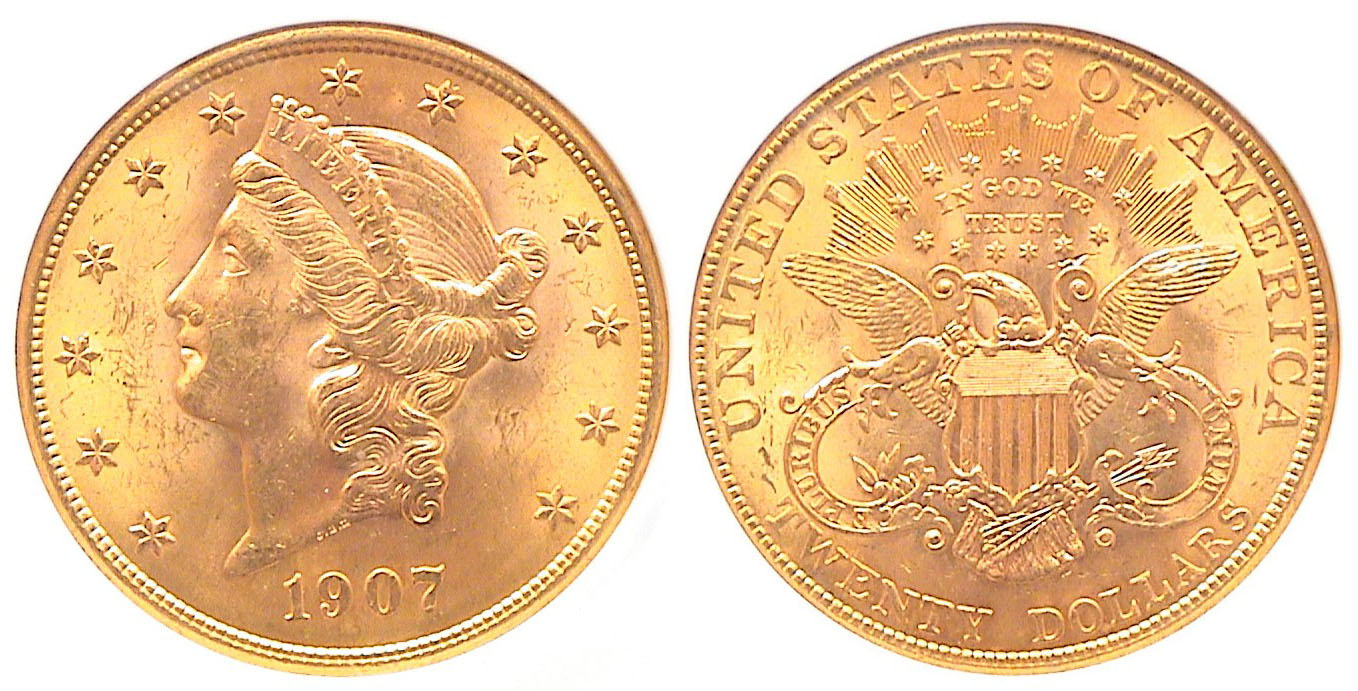 LIBERTY
J.B.L.
1907
UNITED STATES OF AMERICA
IN GOD WE
TRUST
E PLURIBUS UNUM
TWENTY DOLLARS